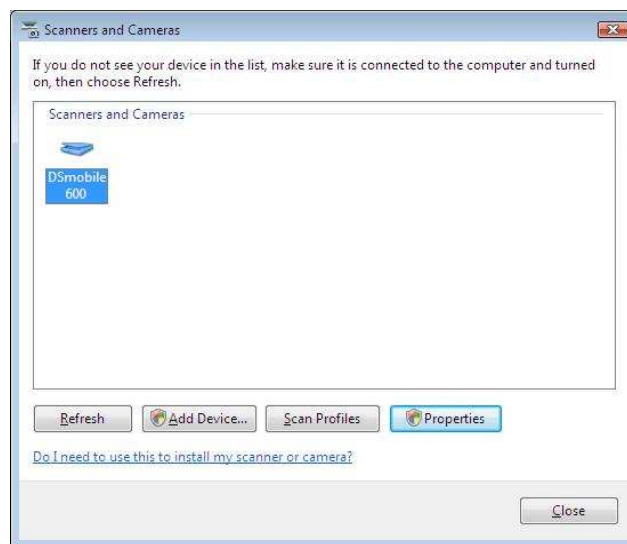 Scanners and Cameras
If you do not see your device in the list, make sure it is connected to the computer and turned
on, then choose Refresh.
Scanners and Cameras
DSmobile
600
Refresh
Add Device...
Scan Profiles
Properties
Do I need to use this to install my scanner or camera?
Close